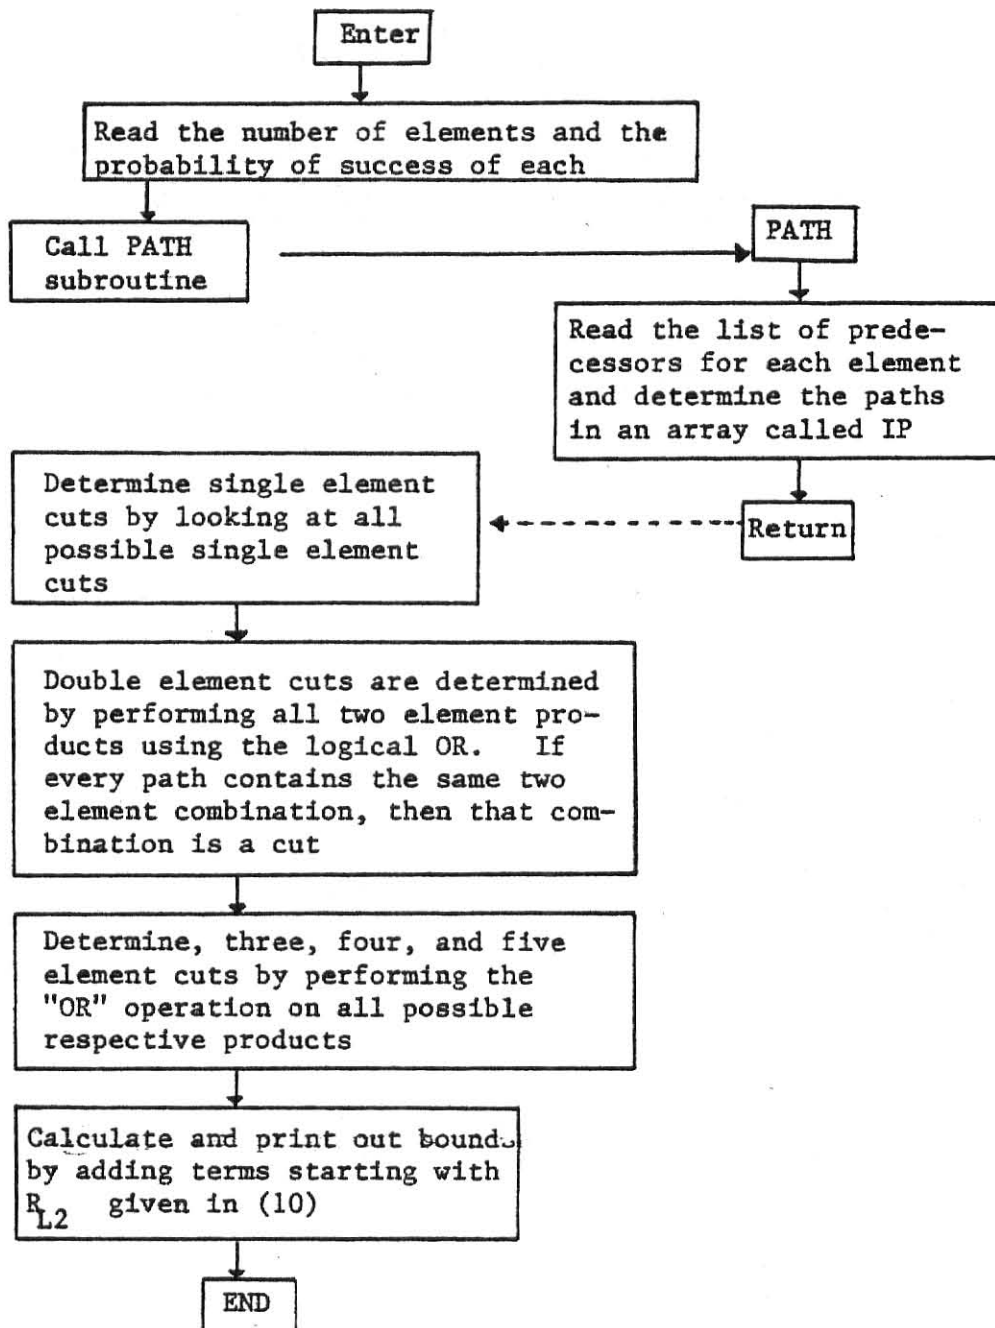 Enter
Read the number of elements and the
probability of success of each
Call PATH
subroutine
PATH
Read the list of prede-
cessors for each element
and determine the paths
in an array called IP
Return
Determine single element
cuts by looking at all
possible single element
cuts
Double element cuts are determined
by performing all two element pro-
ducts using the logical OR. If
every path contains the same two
element combination, then that com-
bination is a cut
Determine, three, four, and five
element cuts by performing the
"OR" operation on all possible
respective products
Calculate and print out bounds
by adding terms starting with
R_L2 given in (10)
END